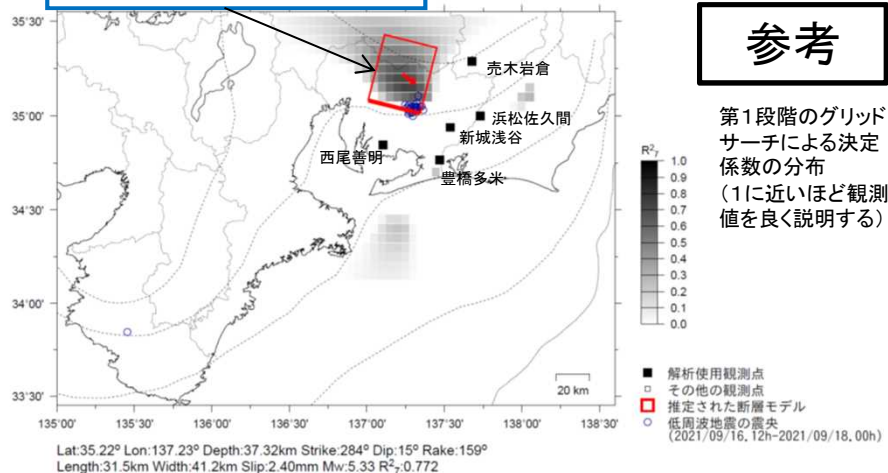 参考
第1段階のグリッド
サーチによる決定
係数の分布
(1に近いほど観測
値を良く説明する)
35°30'
35°00'
34°30'
34°00'
33°30'
135°00'
135°30'
136°00'
136°30'
137°00'
137°30'
138°00'
138°30'
売木岩倉
浜松佐久間
新城浅谷
西尾善明
豊橋多米
20 km
R²₇
1.0
0.9
0.8
0.7
0.6
0.5
0.4
0.3
0.2
0.1
0.0
解析使用観測点
その他の観測点
推定された断層モデル
低周波地震の震央
(2021/09/16.12h-2021/09/18.00h)
Lat:35.22° Lon:137.23° Depth:37.32km Strike:284° Dip:15° Rake:159°
Length:31.5km Width:41.2km Slip:2.40mm Mw:5.33 R²₇:0.772